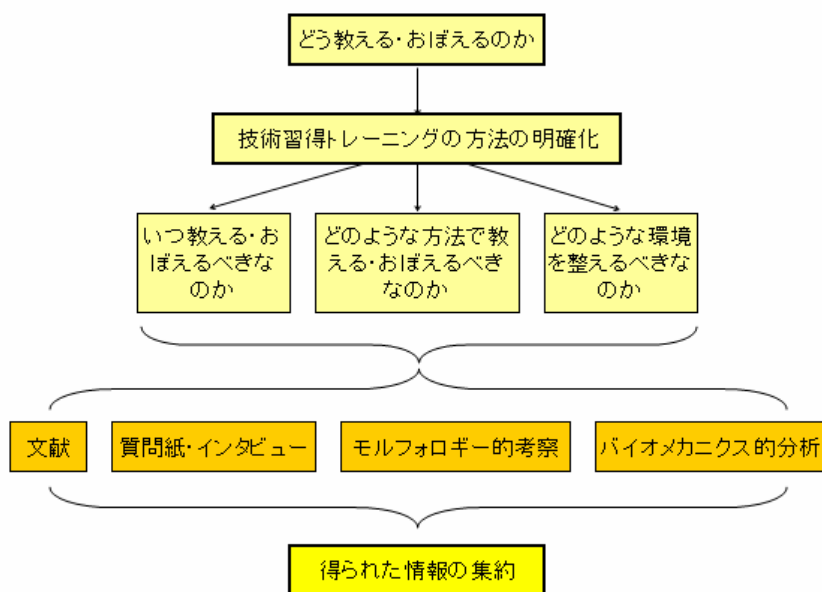 どう教える・おぼえるのか
技術習得トレーニングの方法の明確化
いつ教える・お
ぼえるべきな
のか
どのような方法で教
える・おぼえるべき
なのか
どのような環境
を整えるべきな
のか
文献
質問紙・インタビュー
モルフォロギー的考察
バイオメカニクス的分析
得られた情報の集約